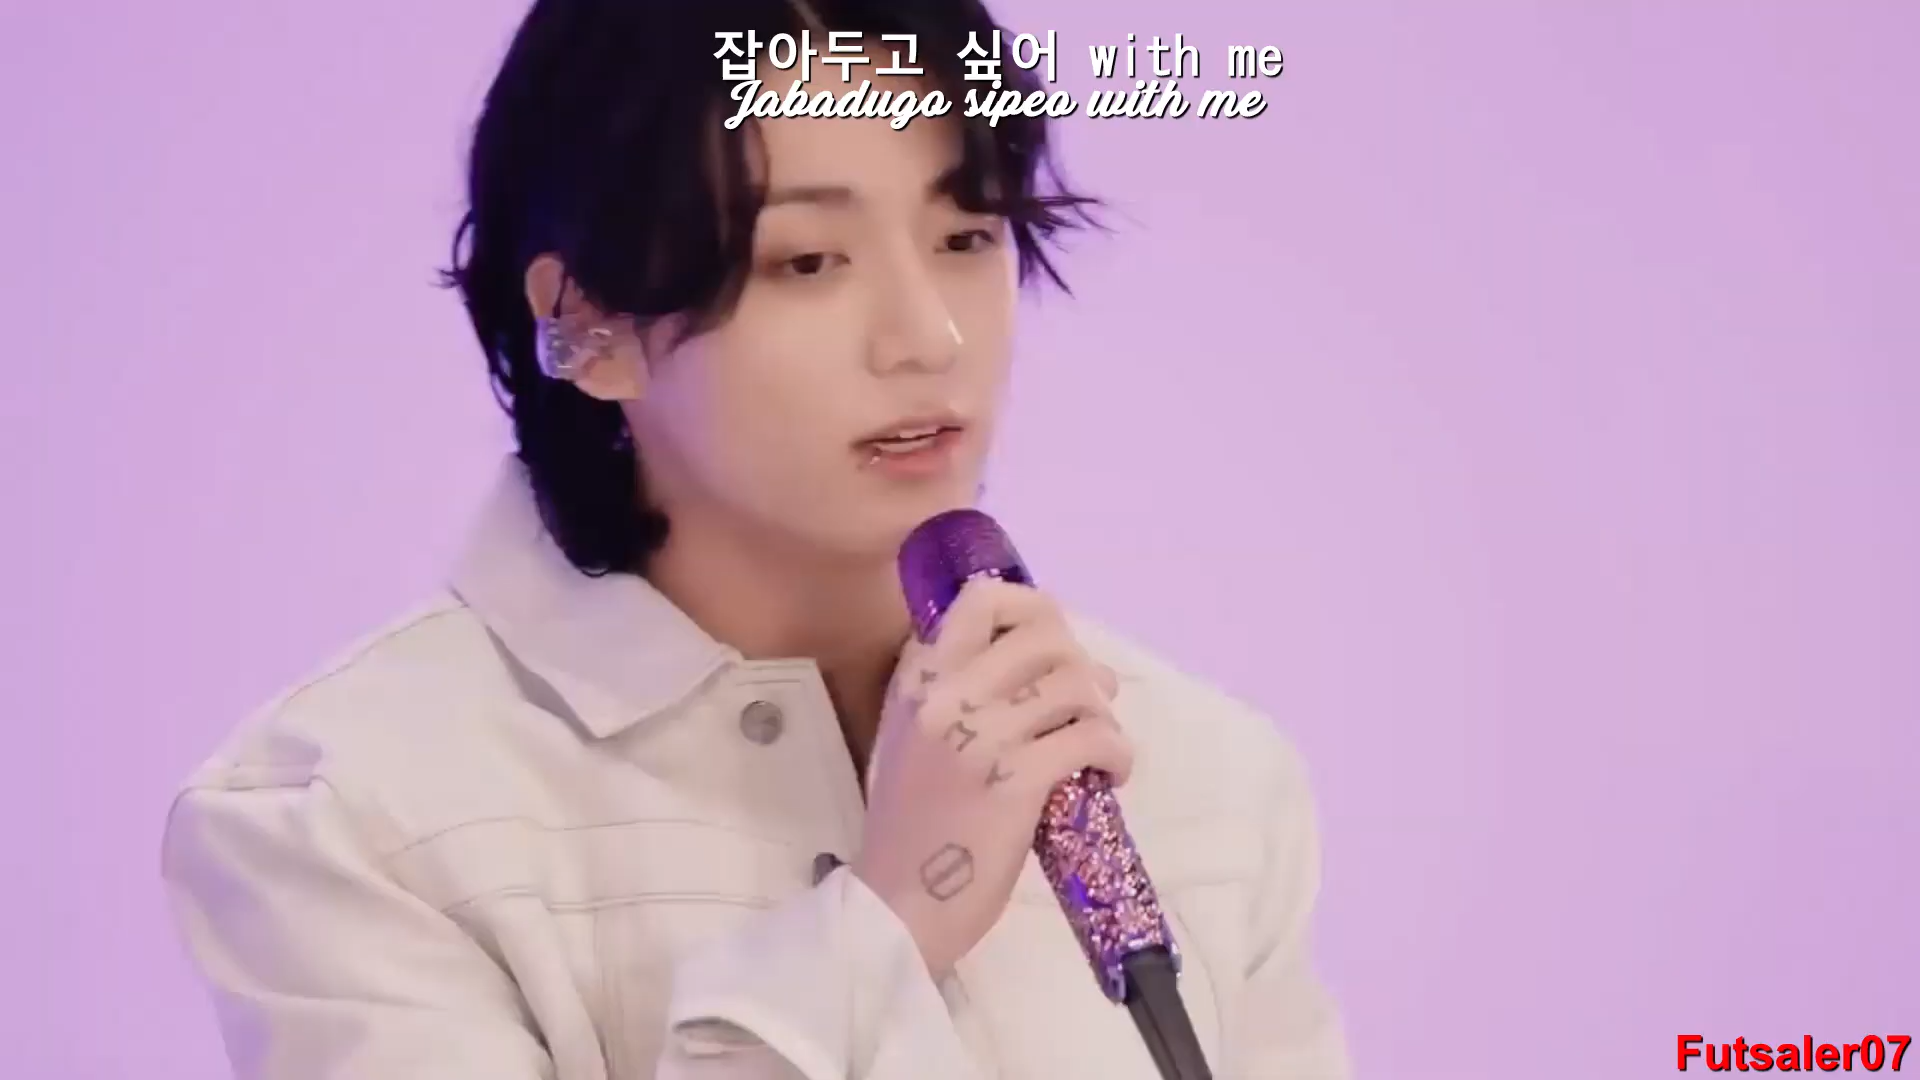 잡아두고 싶어 with me
Jabadugo sipeo with me
Futsaler07